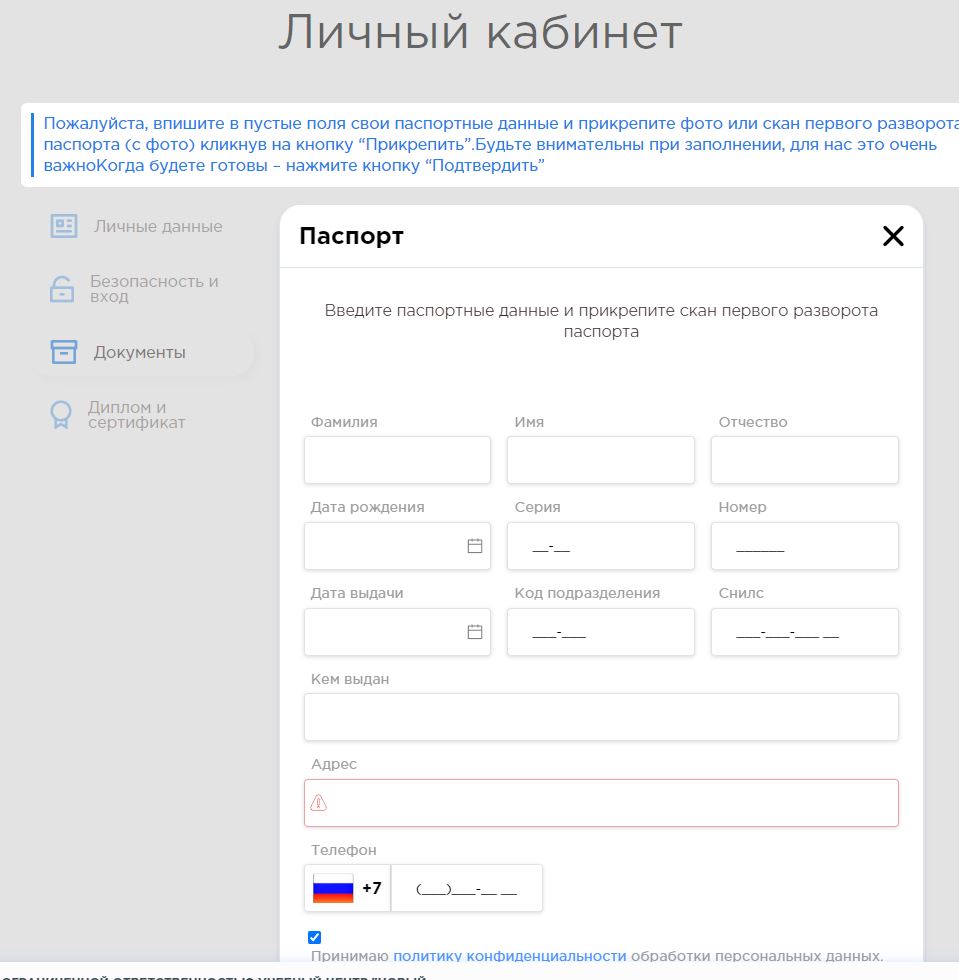 Личный кабинет
Пожалуйста, впишите в пустые поля свои паспортные данные и прикрепите фото или скан первого разворота
паспорта (с фото) кликнув на кнопку “Прикрепить”.Будьте внимательны при заполнении, для нас это очень
важноКогда будете готовы – нажмите кнопку “Подтвердить”
Личные данные
Безопасность и
вход
Документы
Диплом и
сертификат
Паспорт
Введите паспортные данные и прикрепите скан первого разворота
паспорта
Фамилия Имя Отчество
Дата рождения Серия Номер
__-__ ______
Дата выдачи Код подразделения Снилс
___-___ ___-___-___ __
Кем выдан
Адрес
Телефон
+7 (___)___-__ __
Принимаю политику конфиденциальности обработки персональных данных.
ОГРАНИЧЕННОЙ ОТВЕТСТВЕННОСТЬЮ УЧЕБНЫЙ ЦЕНТР